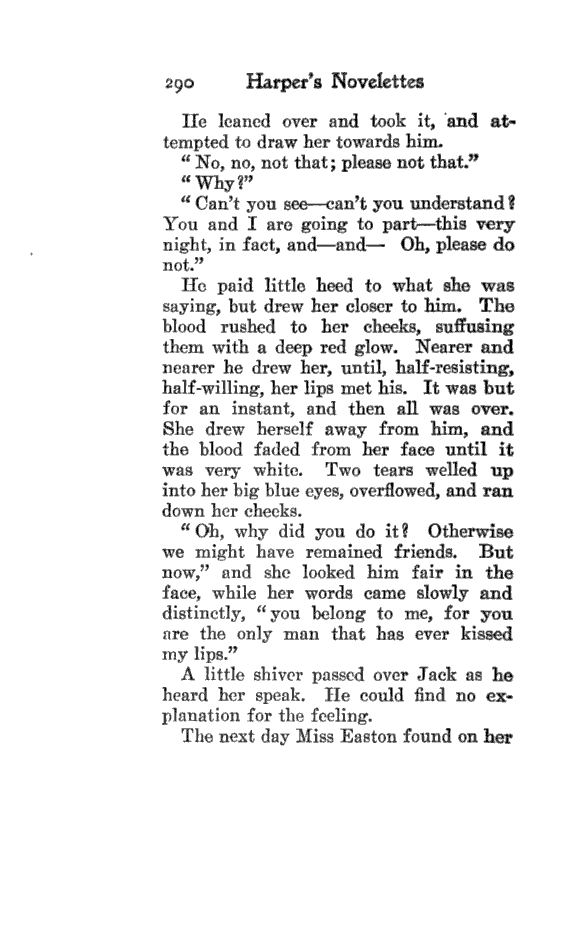 290 Harper's Novelettes
He leaned over and took it, and at-
tempted to draw her towards him.
“ No, no, not that; please not that.”
“ Why?”
“ Can't you see—can't you understand?
You and I are going to part—this very
night, in fact, and—and— Oh, please do
not.”
He paid little heed to what she was
saying, but drew her closer to him. The
blood rushed to her cheeks, suffusing
them with a deep red glow. Nearer and
nearer he drew her, until, half-resisting,
half-willing, her lips met his. It was but
for an instant, and then all was over.
She drew herself away from him, and
the blood faded from her face until it
was very white. Two tears welled up
into her big blue eyes, overflowed, and ran
down her cheeks.
“ Oh, why did you do it? Otherwise
we might have remained friends. But
now,” and she looked him fair in the
face, while her words came slowly and
distinctly, “ you belong to me, for you
are the only man that has ever kissed
my lips.”
A little shiver passed over Jack as he
heard her speak. He could find no ex-
planation for the feeling.
The next day Miss Easton found on her